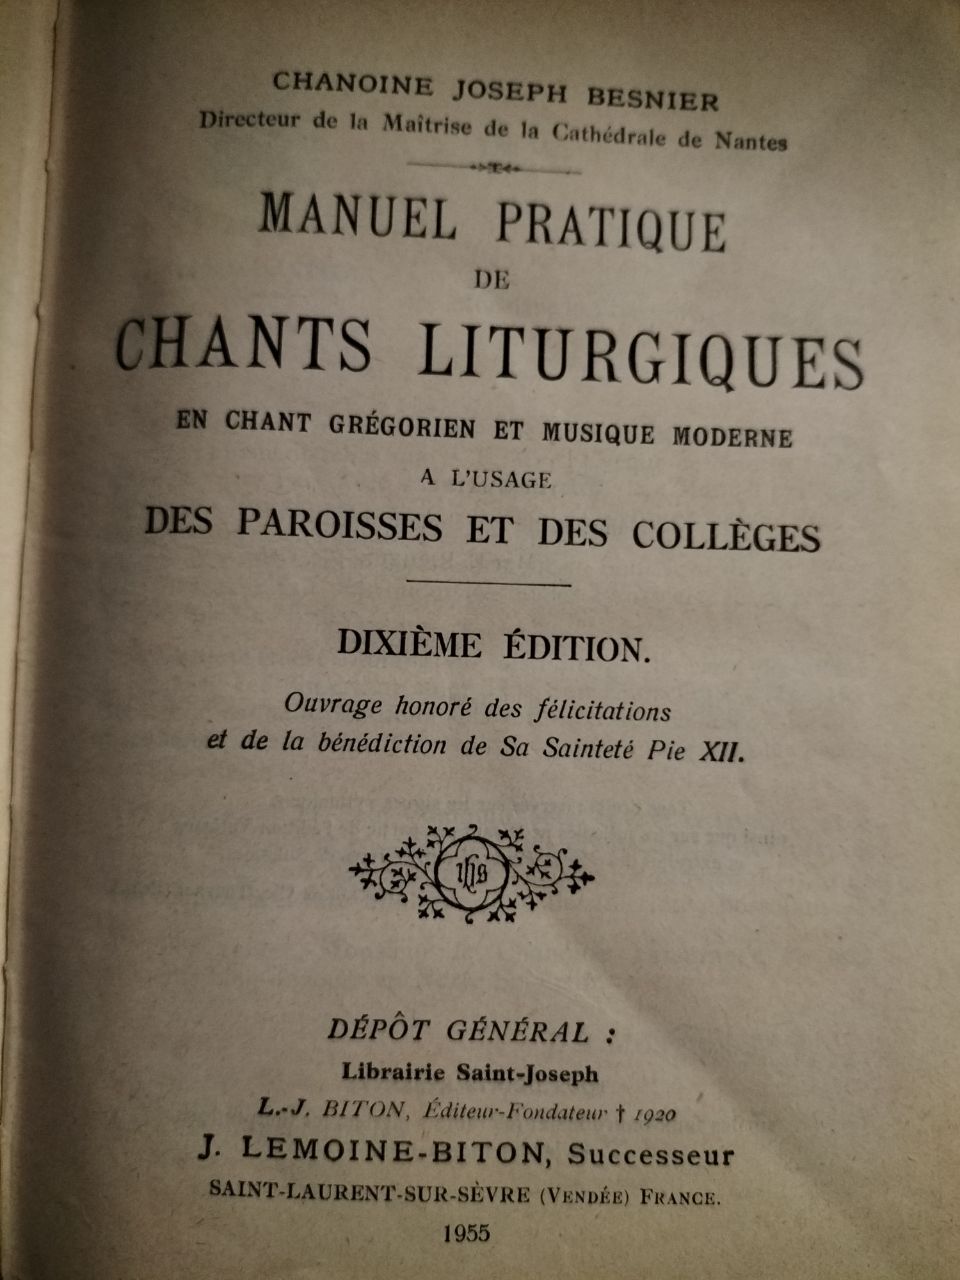 CHANOINE JOSEPH BESNIER
Directeur de la Maîtrise de la Cathédrale de Nantes
MANUEL PRATIQUE
DE
CHANTS LITURGIQUES
EN CHANT GRÉGORIEN ET MUSIQUE MODERNE
A L'USAGE
DES PAROISSES ET DES COLLÈGES
DIXIÈME ÉDITION.
Ouvrage honoré des félicitations
et de la bénédiction de Sa Sainteté Pie XII.
IHS
DÉPÔT GÉNÉRAL :
Librairie Saint-Joseph
L.-J. BITON, Éditeur-Fondateur † 1920
J. LEMOINE-BITON, Successeur
SAINT-LAURENT-SUR-SÈVRE (VENDÉE) FRANCE.
1955